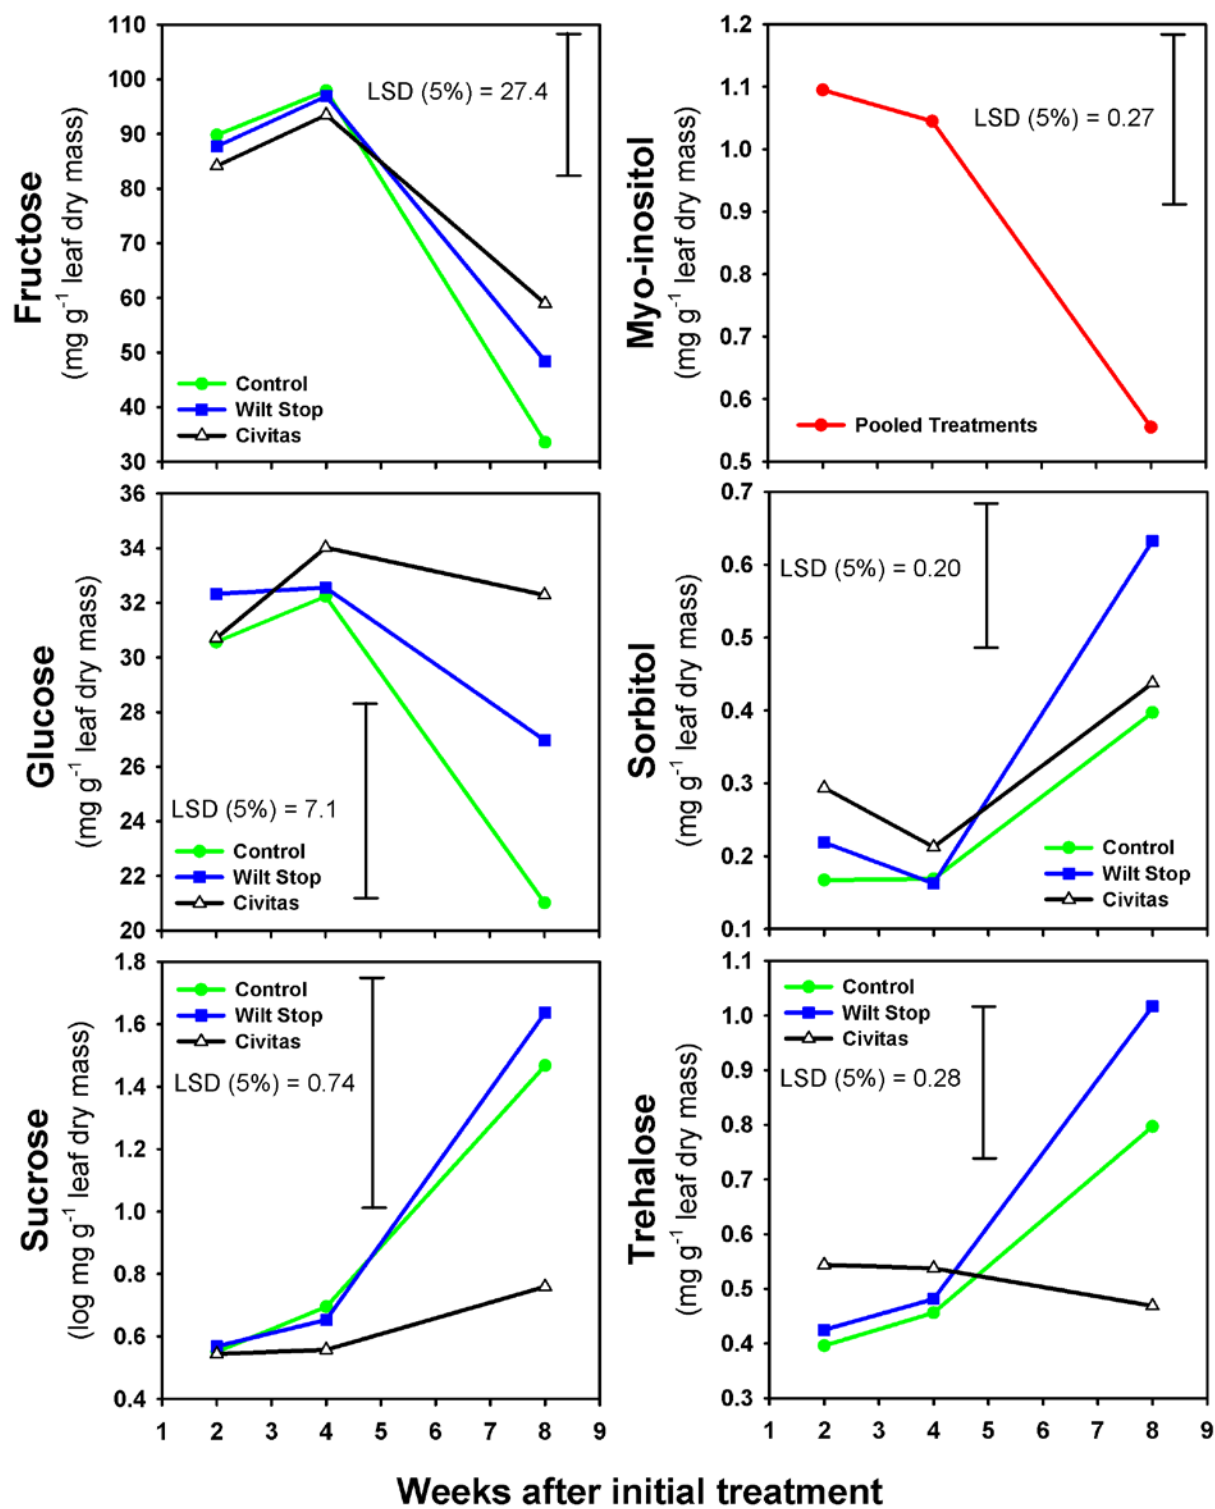 Fructose
(mg g⁻¹ leaf dry mass)
110
100
90
80
70
60
50
40
30
LSD (5%) = 27.4
Control
Wilt Stop
Civitas
Myo-inositol
(mg g⁻¹ leaf dry mass)
1.2
1.1
1.0
0.9
0.8
0.7
0.6
0.5
LSD (5%) = 0.27
Pooled Treatments
Glucose
(mg g⁻¹ leaf dry mass)
36
34
32
30
28
26
24
22
20
LSD (5%) = 7.1
Control
Wilt Stop
Civitas
Sorbitol
(mg g⁻¹ leaf dry mass)
0.7
0.6
0.5
0.4
0.3
0.2
0.1
LSD (5%) = 0.20
Control
Wilt Stop
Civitas
Sucrose
(log mg g⁻¹ leaf dry mass)
1.8
1.6
1.4
1.2
1.0
0.8
0.6
0.4
Control
Wilt Stop
Civitas
LSD (5%) = 0.74
1 2 3 4 5 6 7 8 9
Trehalose
(mg g⁻¹ leaf dry mass)
1.1
1.0
0.9
0.8
0.7
0.6
0.5
0.4
0.3
Control
Wilt Stop
Civitas
LSD (5%) = 0.28
1 2 3 4 5 6 7 8 9
Weeks after initial treatment